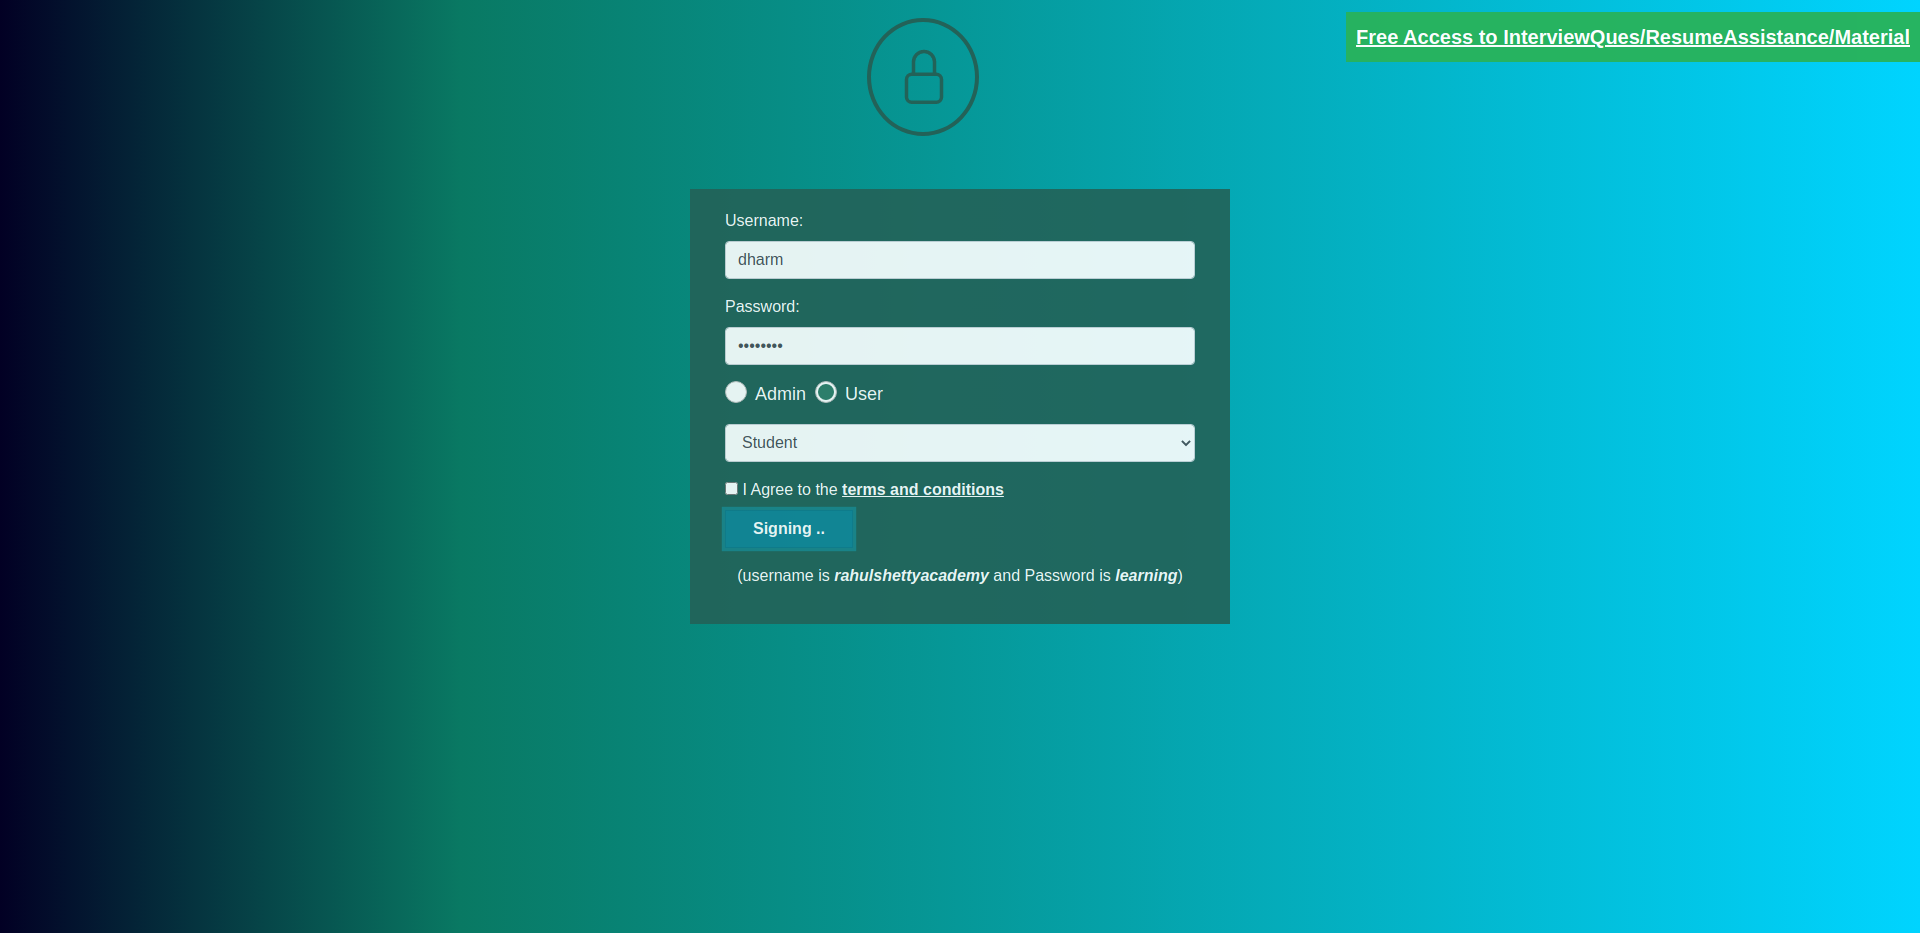 Free Access to InterviewQues/ResumeAssistance/Material
Username:
dharm
Password:
••••••••
Admin User
Student
I Agree to the terms and conditions
Signing ..
(username is rahulshettyacademy and Password is learning)